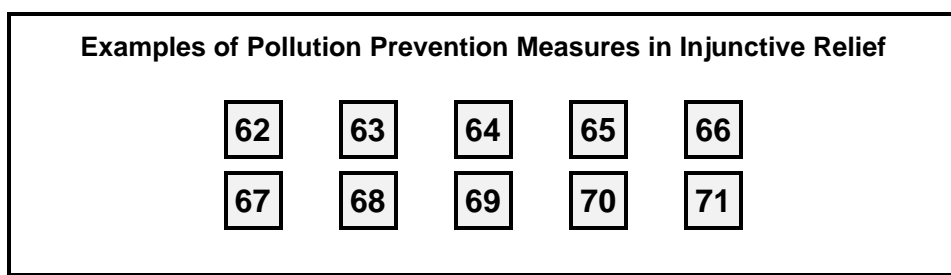 Examples of Pollution Prevention Measures in Injunctive Relief
62 63 64 65 66
67 68 69 70 71